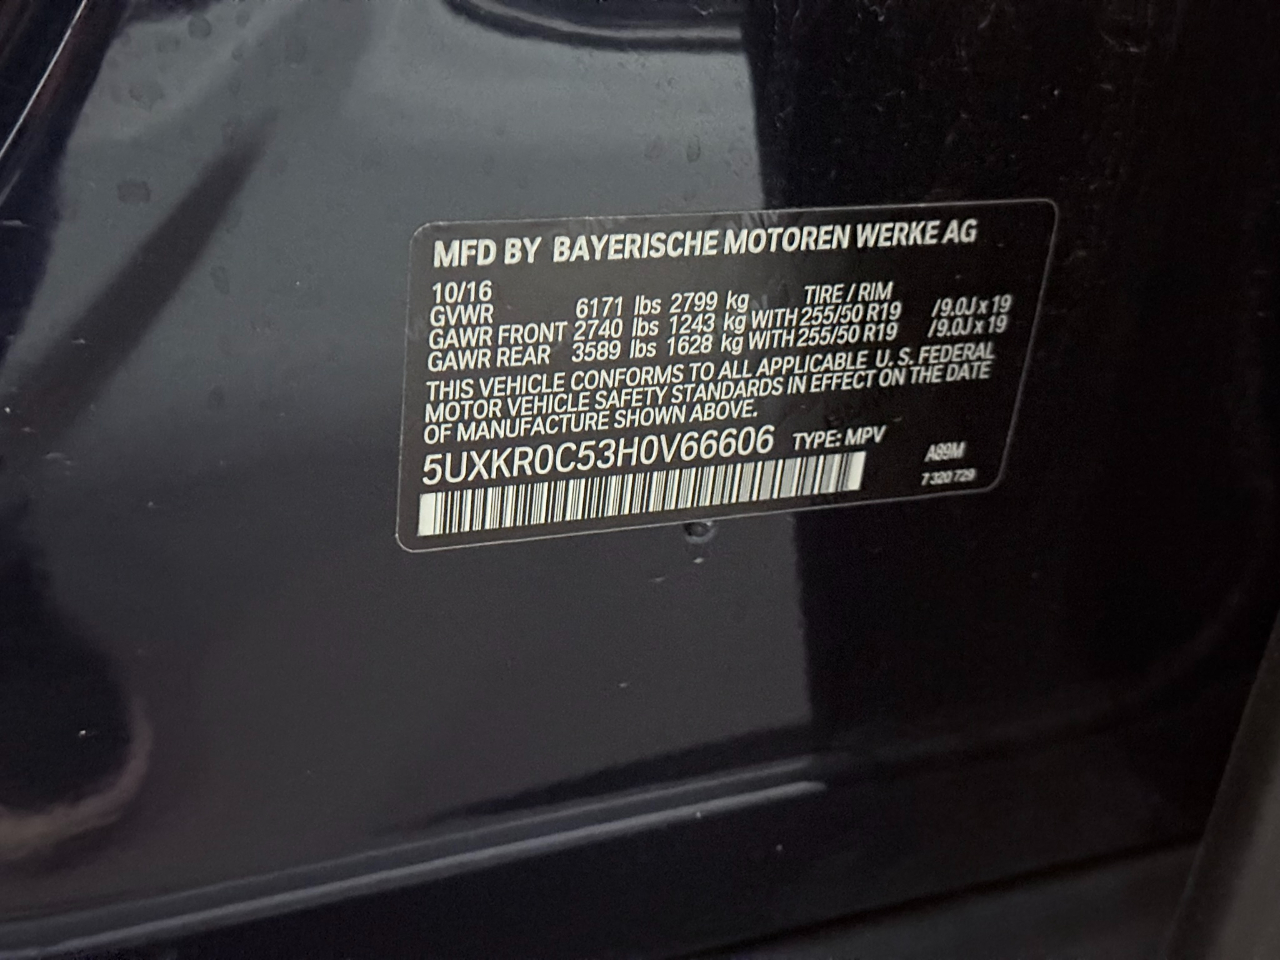 MFD BY BAYERISCHE MOTOREN WERKE AG
10/16 TIRE / RIM
GVWR 6171 lbs 2799 kg
GAWR FRONT 2740 lbs 1243 kg WITH 255/50 R19 /9.0J x 19
GAWR REAR 3589 lbs 1628 kg WITH 255/50 R19 /9.0J x 19
THIS VEHICLE CONFORMS TO ALL APPLICABLE U. S. FEDERAL
MOTOR VEHICLE SAFETY STANDARDS IN EFFECT ON THE DATE
OF MANUFACTURE SHOWN ABOVE.
5UXKR0C53H0V66606 TYPE: MPV
A89M
7 320 729